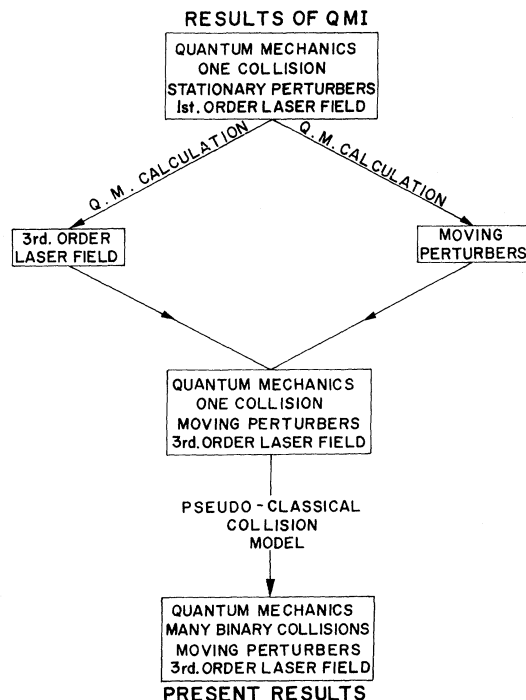 RESULTS OF QMI
QUANTUM MECHANICS
ONE COLLISION
STATIONARY PERTURBERS
1st. ORDER LASER FIELD
Q. M. CALCULATION
Q. M. CALCULATION
3rd. ORDER
LASER FIELD
MOVING
PERTURBERS
QUANTUM MECHANICS
ONE COLLISION
MOVING PERTURBERS
3rd. ORDER LASER FIELD
PSEUDO-CLASSICAL
COLLISION
MODEL
QUANTUM MECHANICS
MANY BINARY COLLISIONS
MOVING PERTURBERS
3rd. ORDER LASER FIELD
PRESENT RESULTS